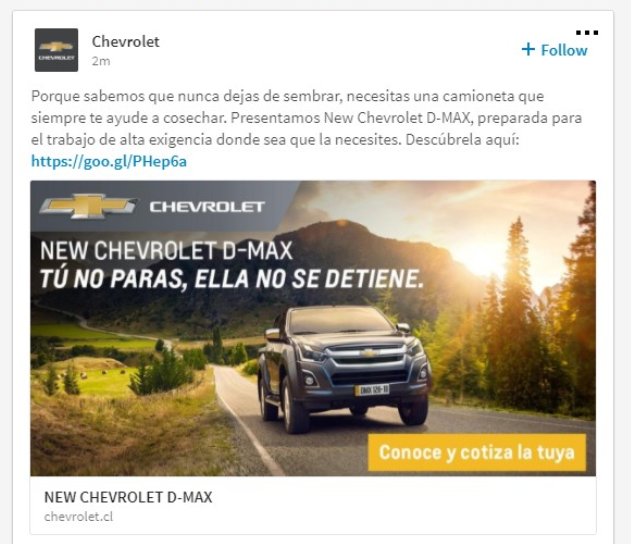 Chevrolet
2m
+ Follow
Porque sabemos que nunca dejas de sembrar, necesitas una camioneta que
siempre te ayude a cosechar. Presentamos New Chevrolet D-MAX, preparada para
el trabajo de alta exigencia donde sea que la necesites. Descúbrela aquí:
https://goo.gl/PHep6a
CHEVROLET
NEW CHEVROLET D-MAX
TÚ NO PARAS, ELLA NO SE DETIENE.
Conoce y cotiza la tuya
NEW CHEVROLET D-MAX
chevrolet.cl